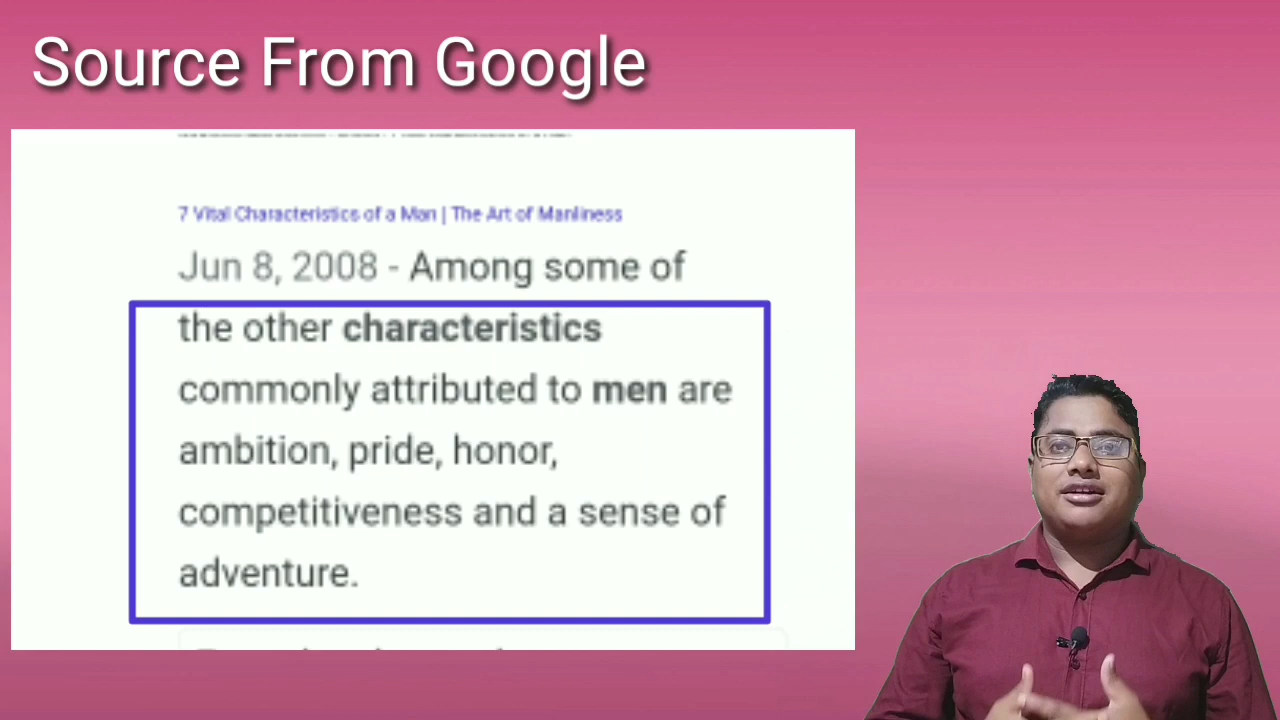 Source From Google
7 Vital Characteristics of a Man | The Art of Manliness
Jun 8, 2008 - Among some of
the other characteristics
commonly attributed to men are
ambition, pride, honor,
competitiveness and a sense of
adventure.